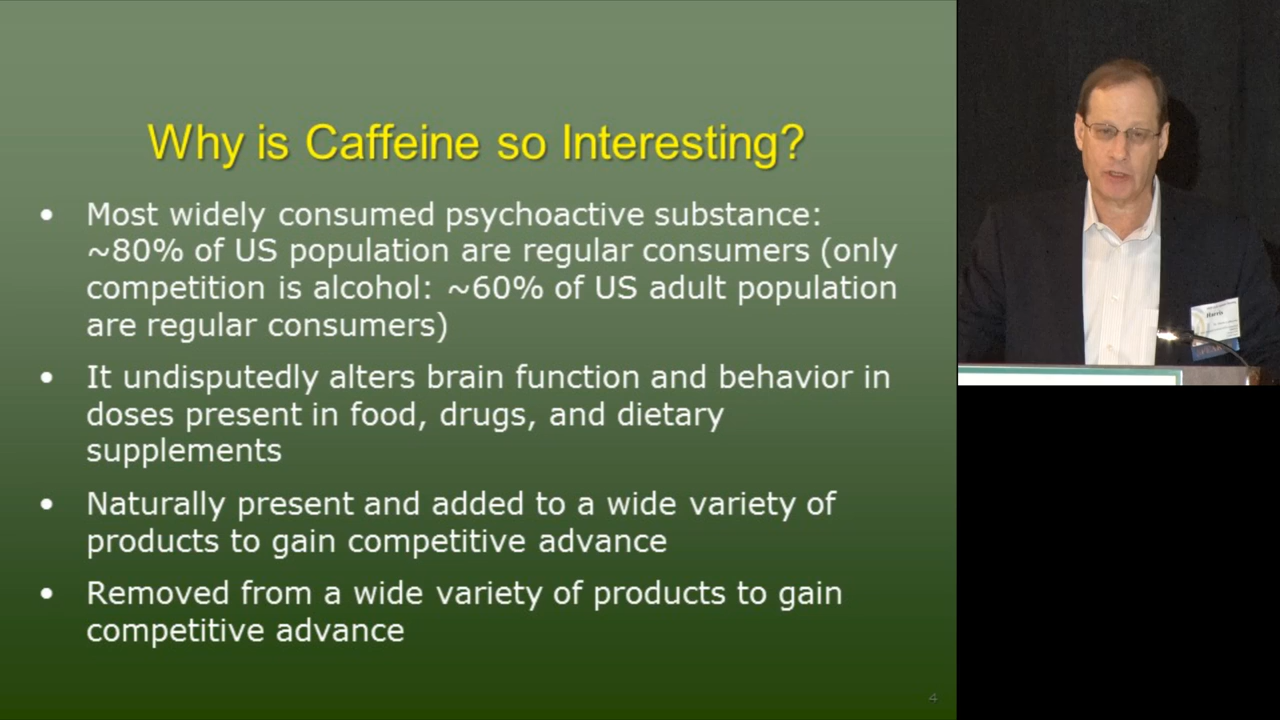 Why is Caffeine so Interesting?
• Most widely consumed psychoactive substance:
~80% of US population are regular consumers (only
competition is alcohol: ~60% of US adult population
are regular consumers)
• It undisputedly alters brain function and behavior in
doses present in food, drugs, and dietary
supplements
• Naturally present and added to a wide variety of
products to gain competitive advance
• Removed from a wide variety of products to gain
competitive advance
4
Harris